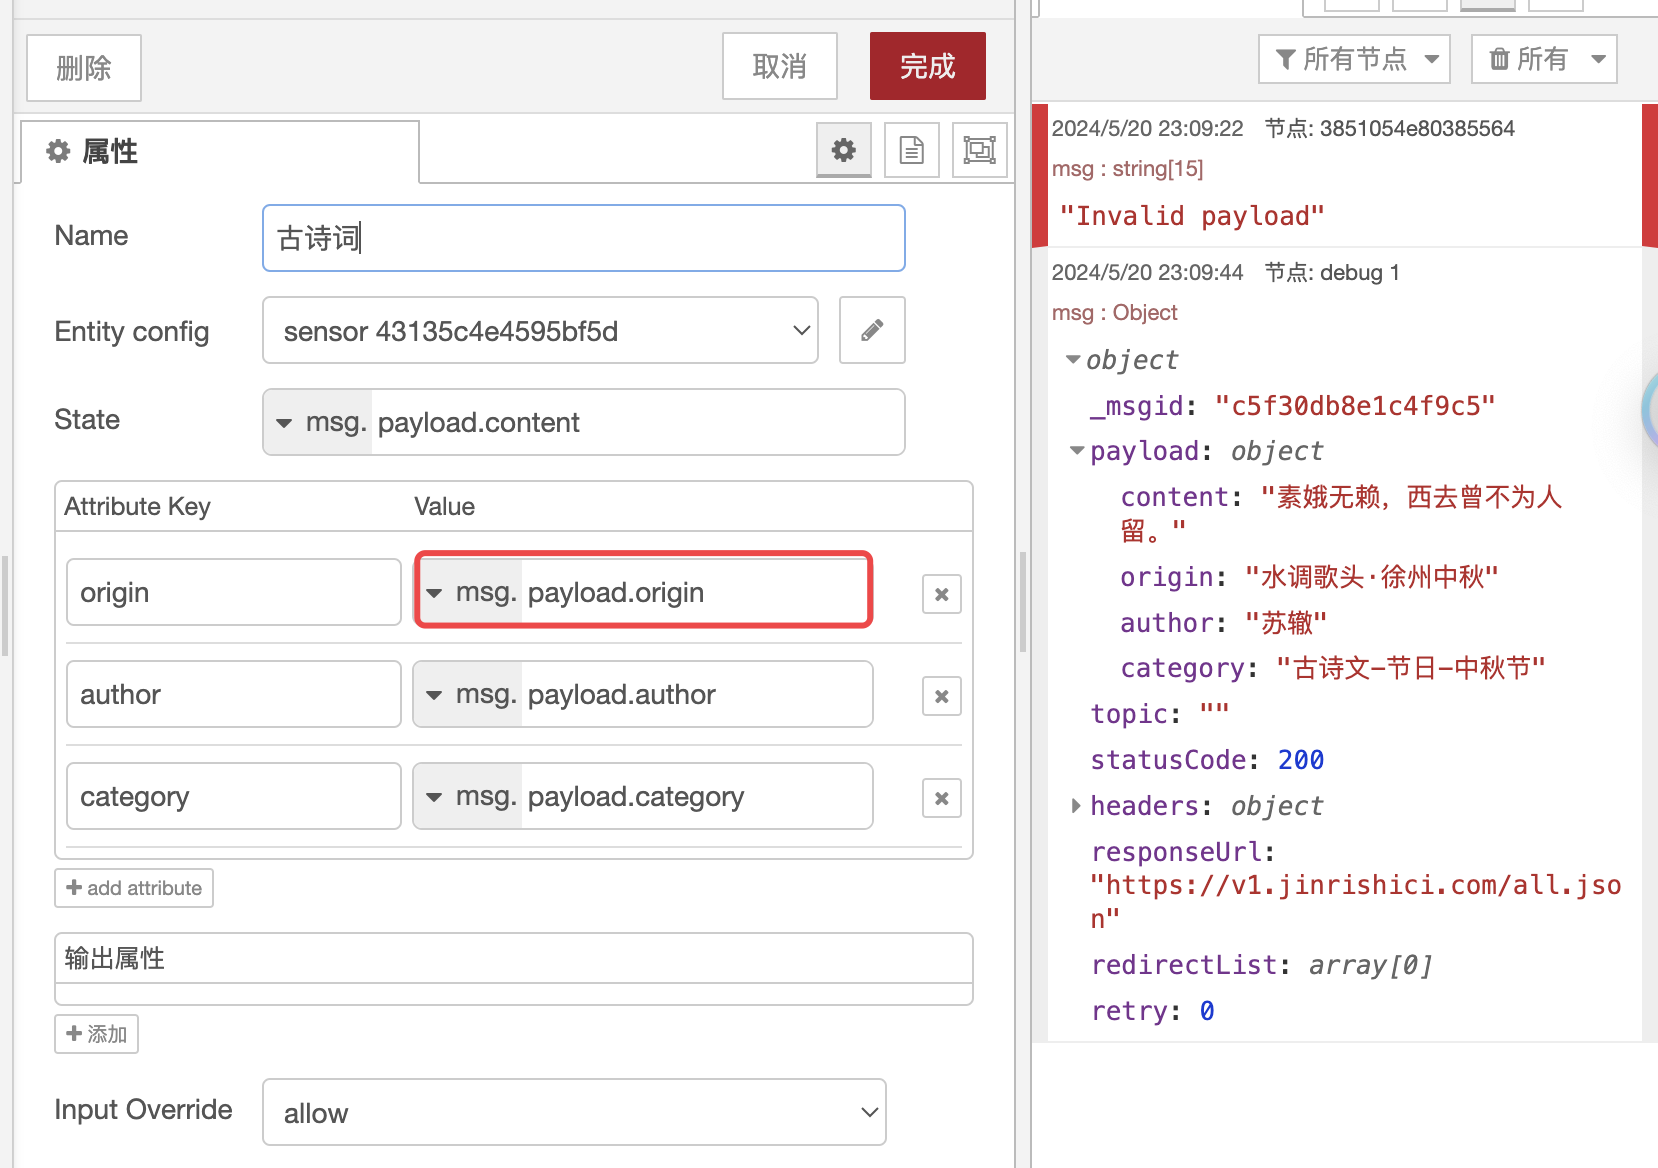 删除
取消
完成
属性
Name
古诗词
Entity config
sensor 43135c4e4595bf5d
State
msg. payload.content
Attribute Key
Value
origin
msg. payload.origin
author
msg. payload.author
category
msg. payload.category
add attribute
输出属性
添加
Input Override
allow
所有节点
所有
2024/5/20 23:09:22 节点: 3851054e80385564
msg : string[15]
"Invalid payload"
2024/5/20 23:09:44 节点: debug 1
msg : Object
object
_msgid: "c5f30db8e1c4f9c5"
payload: object
content: "素娥无赖，西去曾不为人
留。"
origin: "水调歌头·徐州中秋"
author: "苏辙"
category: "古诗文-节日-中秋节"
topic: ""
statusCode: 200
headers: object
responseUrl:
"https://v1.jinrishici.com/all.jso
n"
redirectList: array[0]
retry: 0